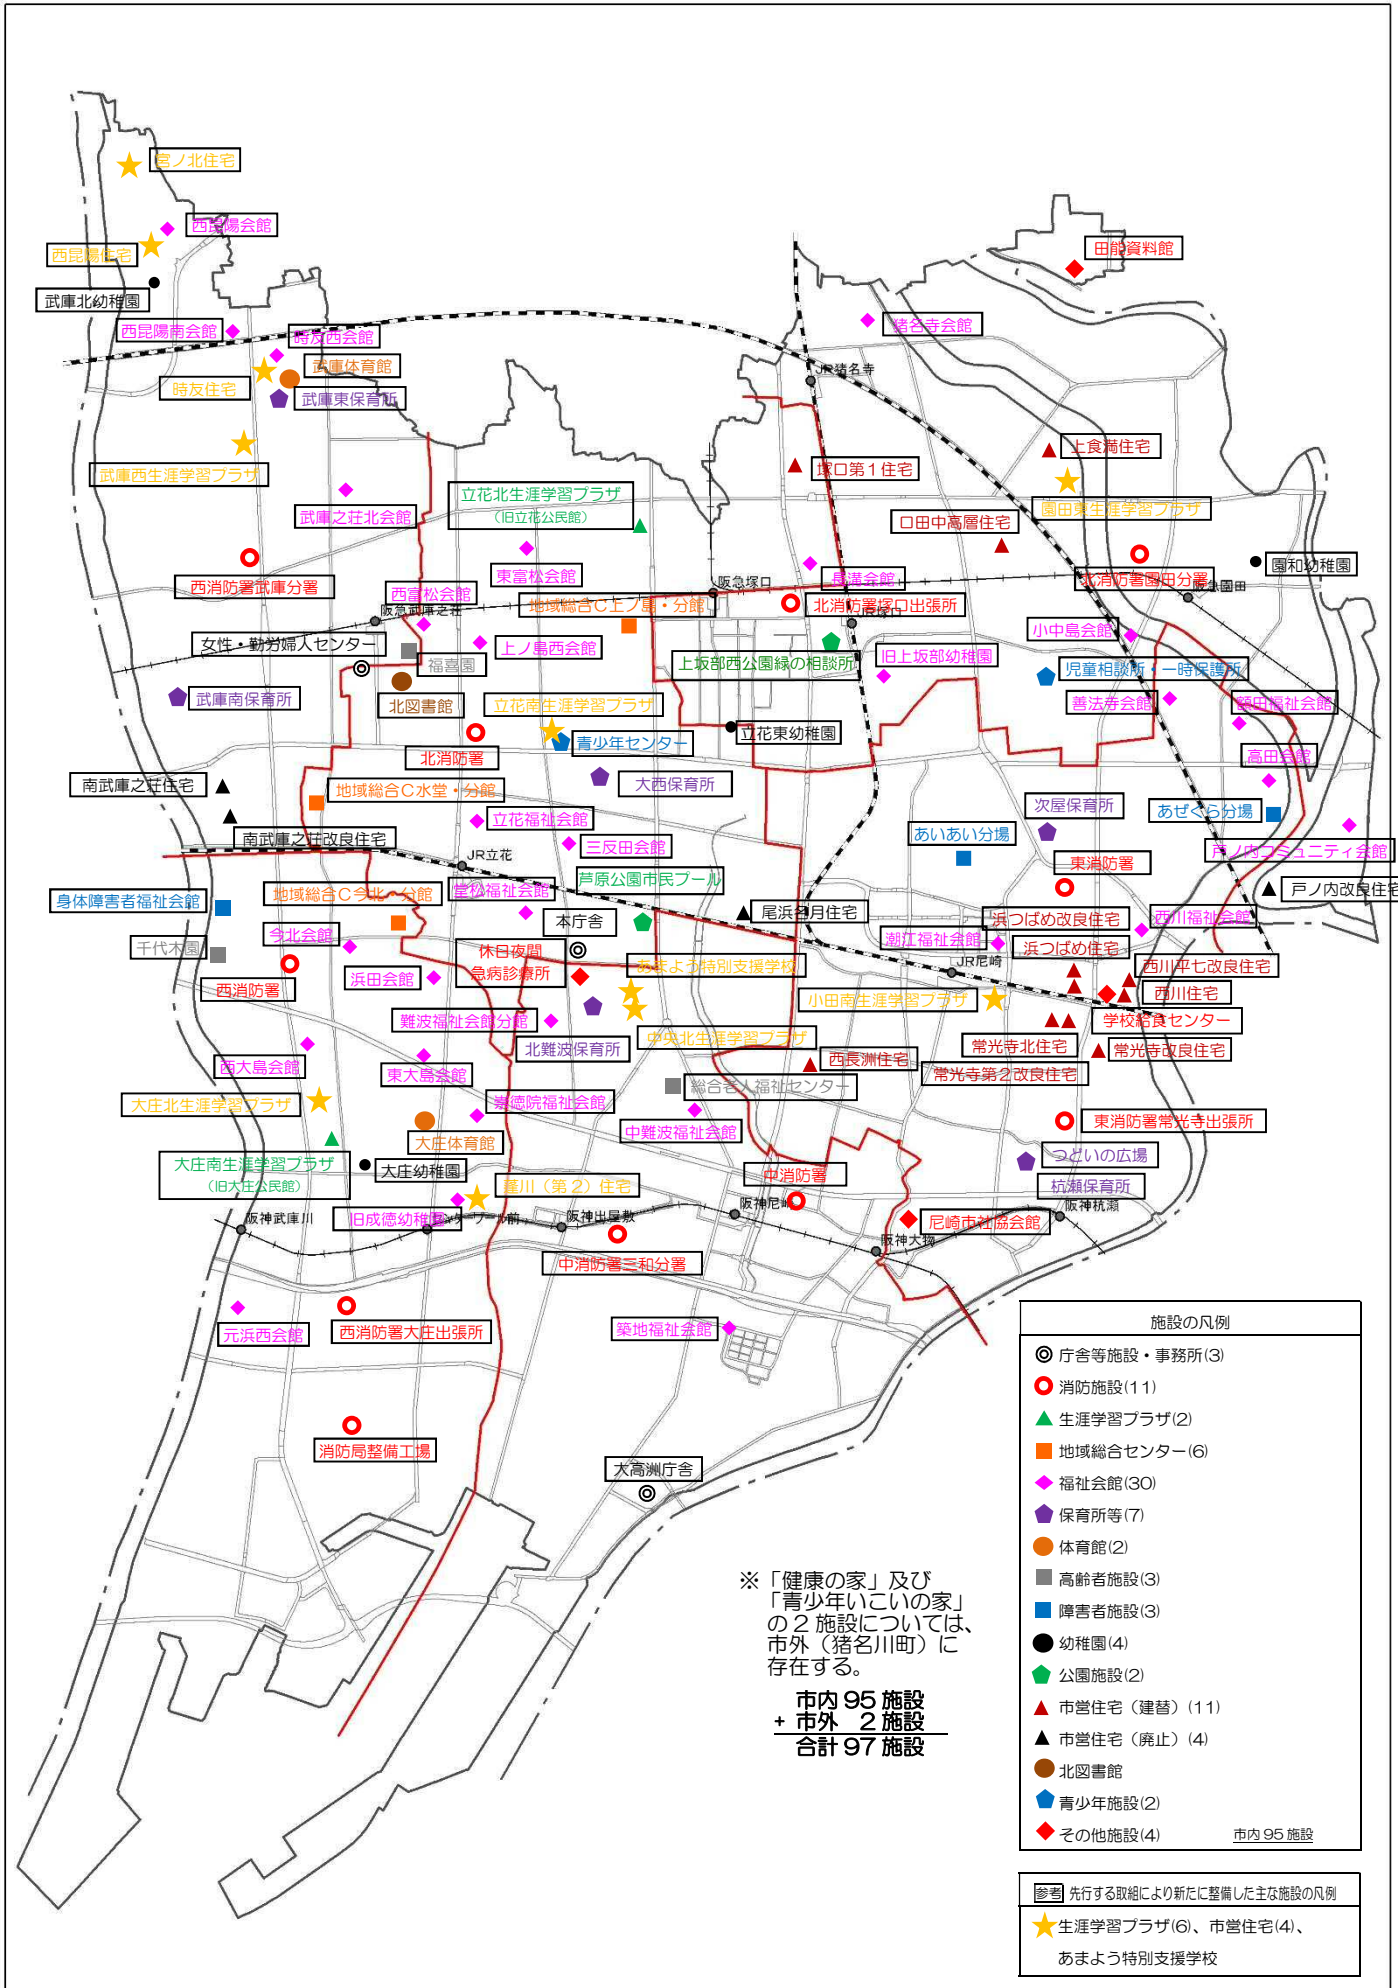 宮ノ北住宅
西昆陽会館
西昆陽住宅
武庫北幼稚園
田能資料館
西昆陽南会館
時友西会館
猪名寺会館
武庫体育館
時友住宅
武庫東保育所
JR猪名寺
武庫西生涯学習プラザ
上食満住宅
塚口第1住宅
立花北生涯学習プラザ
(旧立花公民館)
武庫之荘北会館
園田東生涯学習プラザ
口田中高層住宅
西消防署武庫分署
東富松会館
長溝会館
北消防署園田分署
園和幼稚園
西富松会館
阪急塚口
阪急園田
地域総合C上ノ島・分館
北消防署塚口出張所
阪急武庫之荘
JR塚口
小中島会館
女性・勤労婦人センター
福喜園
上ノ島西会館
上坂部西公園緑の相談所
旧上坂部幼稚園
児童相談所・一時保護所
武庫南保育所
北図書館
立花南生涯学習プラザ
善法寺会館
額田福祉会館
北消防署
青少年センター
立花東幼稚園
高田会館
南武庫之荘住宅
地域総合C水堂・分館
大西保育所
次屋保育所
あぜくら分場
立花福祉会館
あいあい分場
南武庫之荘改良住宅
三反田会館
戸ノ内コミュニティ会館
JR立花
東消防署
芦原公園市民プール
戸ノ内改良住宅
身体障害者福祉会館
地域総合C今北・分館
堂松福祉会館
本庁舎
尾浜名月住宅
浜つばめ改良住宅
西川福祉会館
千代木園
今北会館
潮江福祉会館
浜つばめ住宅
休日夜間
急病診療所
あまよう特別支援学校
JR尼崎
西川平七改良住宅
西消防署
浜田会館
小田南生涯学習プラザ
西川住宅
難波福祉会館分館
学校給食センター
中央北生涯学習プラザ
北難波保育所
西長洲住宅
常光寺北住宅
常光寺改良住宅
西大島会館
東大島会館
常光寺第2改良住宅
総合老人福祉センター
大庄北生涯学習プラザ
崇徳院福祉会館
中難波福祉会館
東消防署常光寺出張所
大庄体育館
大庄南生涯学習プラザ
(旧大庄公民館)
大庄幼稚園
つどいの広場
中消防署
蓬川(第2)住宅
杭瀬保育所
阪神武庫川
旧成徳幼稚園
センタープール前
阪神出屋敷
阪神尼崎
尼崎市社協会館
阪神杭瀬
阪神大物
中消防署三和分署
元浜西会館
西消防署大庄出張所
築地福祉会館
消防局整備工場
大高洲庁舎
※「健康の家」及び
「青少年いこいの家」
の2施設については、
市外(猪名川町)に
存在する。
市内 95 施設
+ 市外 2 施設
合計 97 施設
施設の凡例
庁舎等施設・事務所(3)
消防施設(11)
生涯学習プラザ(2)
地域総合センター(6)
福祉会館(30)
保育所等(7)
体育館(2)
高齢者施設(3)
障害者施設(3)
幼稚園(4)
公園施設(2)
市営住宅(建替)(11)
市営住宅(廃止)(4)
北図書館
青少年施設(2)
その他施設(4)
市内 95 施設
参考 先行する取組により新たに整備した主な施設の凡例
生涯学習プラザ(6)、市営住宅(4)、
あまよう特別支援学校